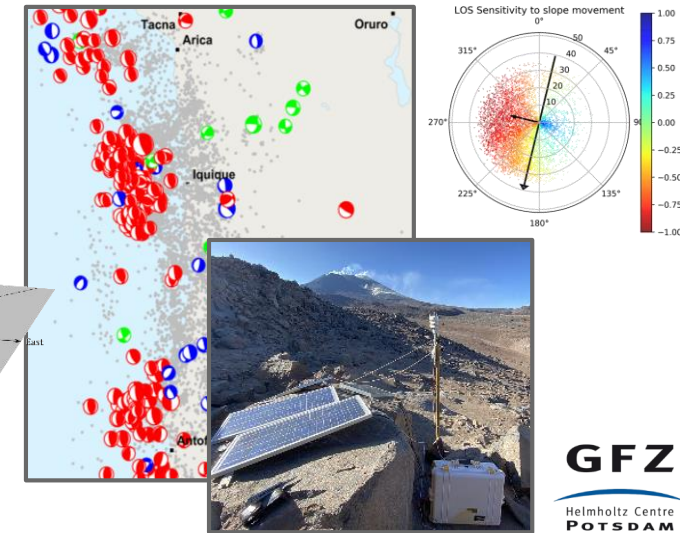 LOS Sensitivity to slope movement
0°
Tacna
Oruro
Arica
315°
50
45°
40
30
20
10
270°
225°
135°
180°
1.00
0.75
0.50
0.25
0.00
−0.25
−0.50
−0.75
−1.00
Iquique
East
GFZ
Helmholtz Centre
POTSDAM